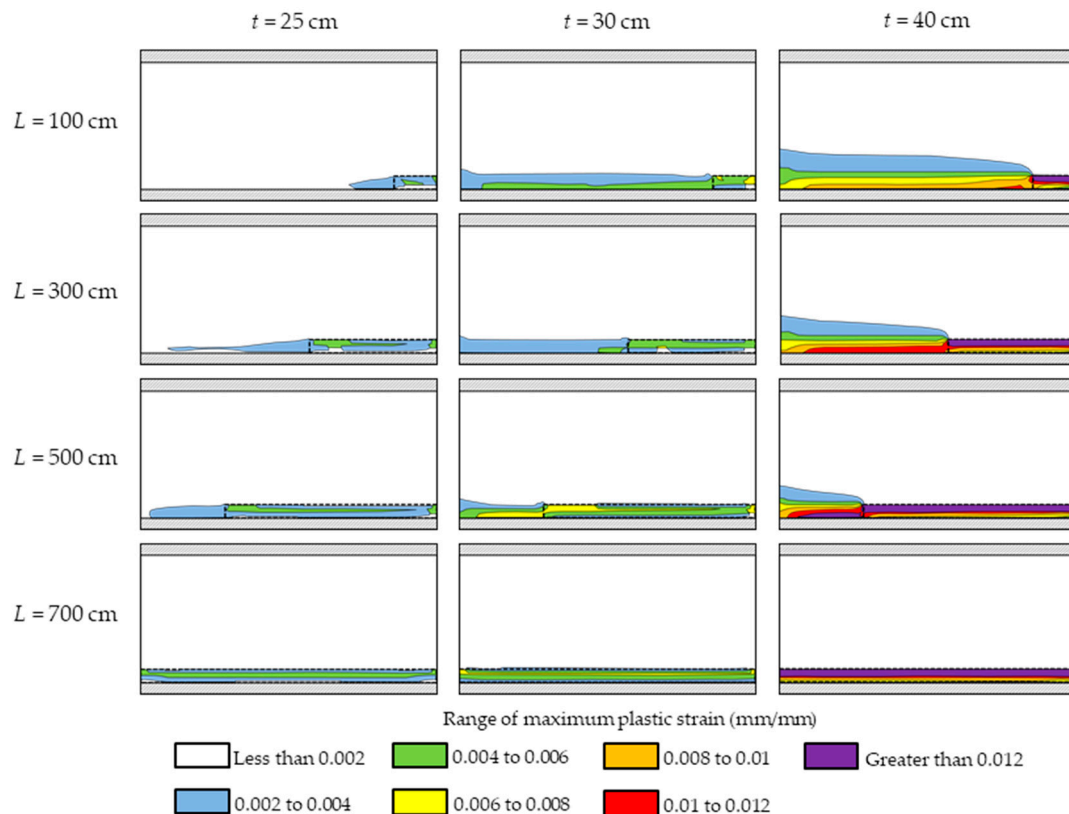 t = 25 cm t = 30 cm t = 40 cm
L = 100 cm
L = 300 cm
L = 500 cm
L = 700 cm
Range of maximum plastic strain (mm/mm)
Less than 0.002 0.004 to 0.006 0.008 to 0.01 Greater than 0.012
0.002 to 0.004 0.006 to 0.008 0.01 to 0.012